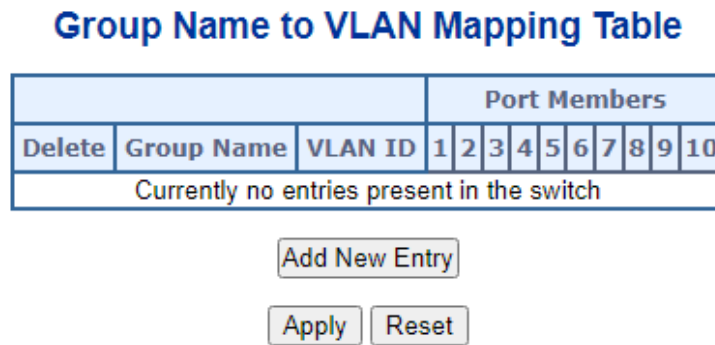 Group Name to VLAN Mapping Table
Port Members
Delete Group Name VLAN ID 1 2 3 4 5 6 7 8 9 10
Currently no entries present in the switch
Add New Entry
Apply Reset